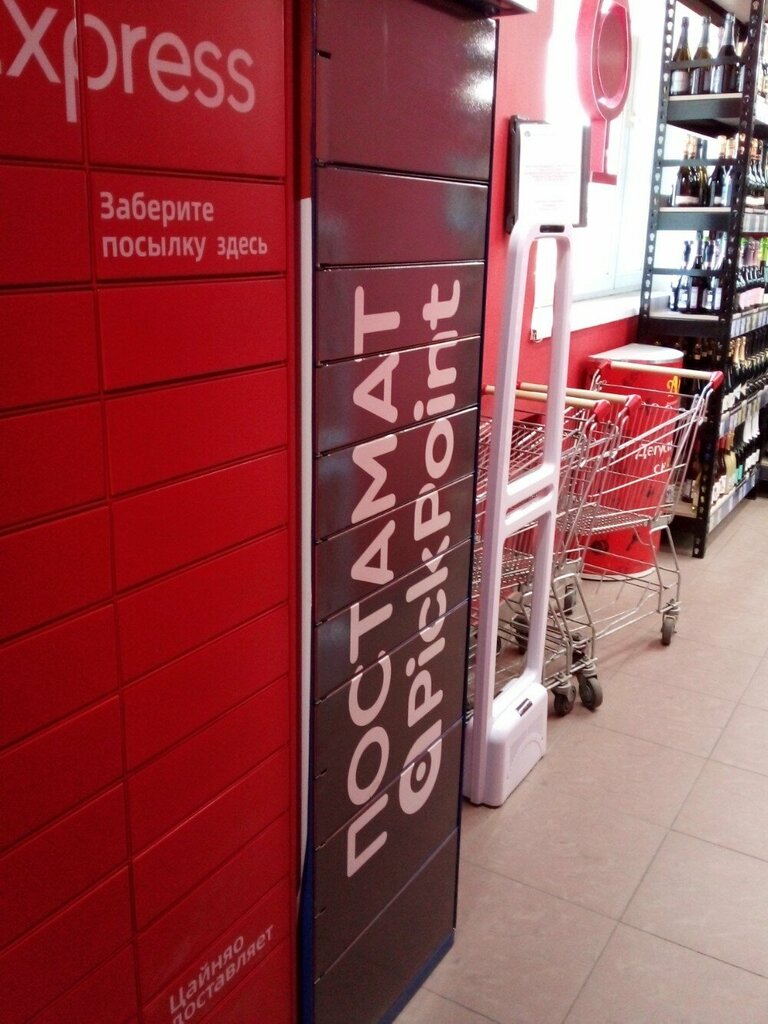 xpress
Заберите
посылку здесь
Цайняо
доставляет
ПОСТАМАТ
PickPoint